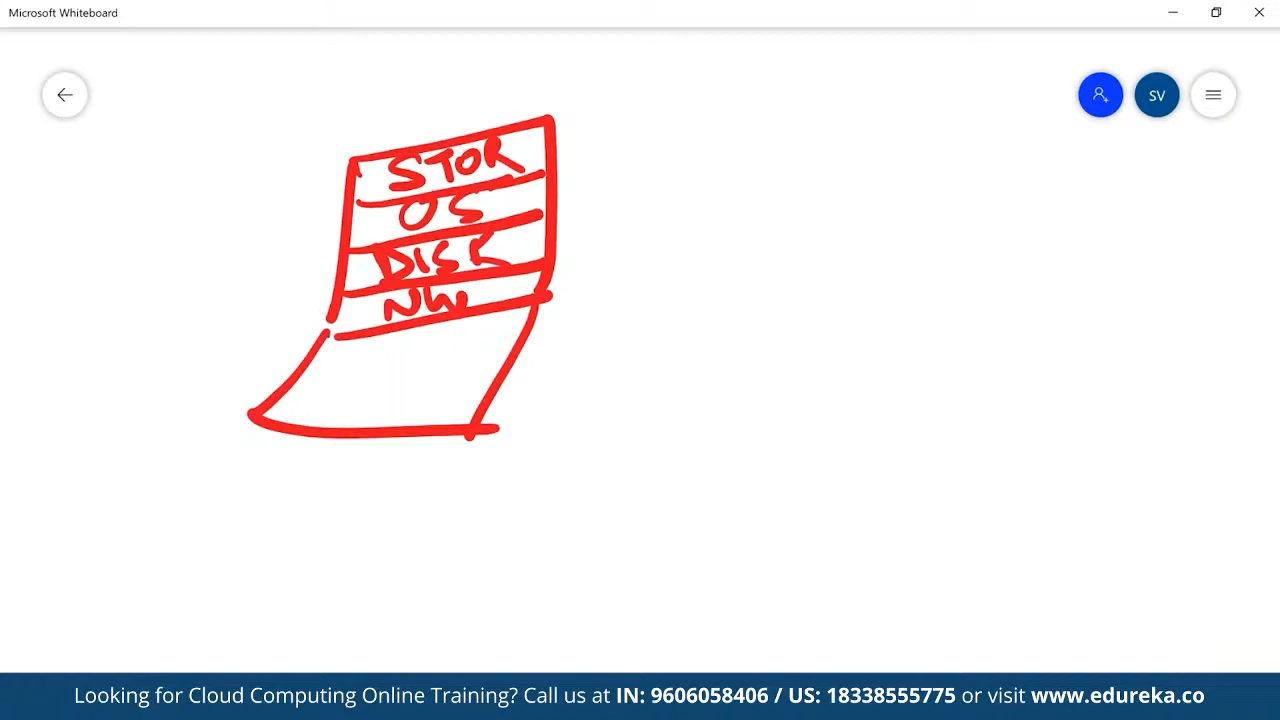 Microsoft Whiteboard
SV
STOR
OS
DISK
NW
Looking for Cloud Computing Online Training? Call us at IN: 9606058406 / US: 18338555775 or visit www.edureka.co